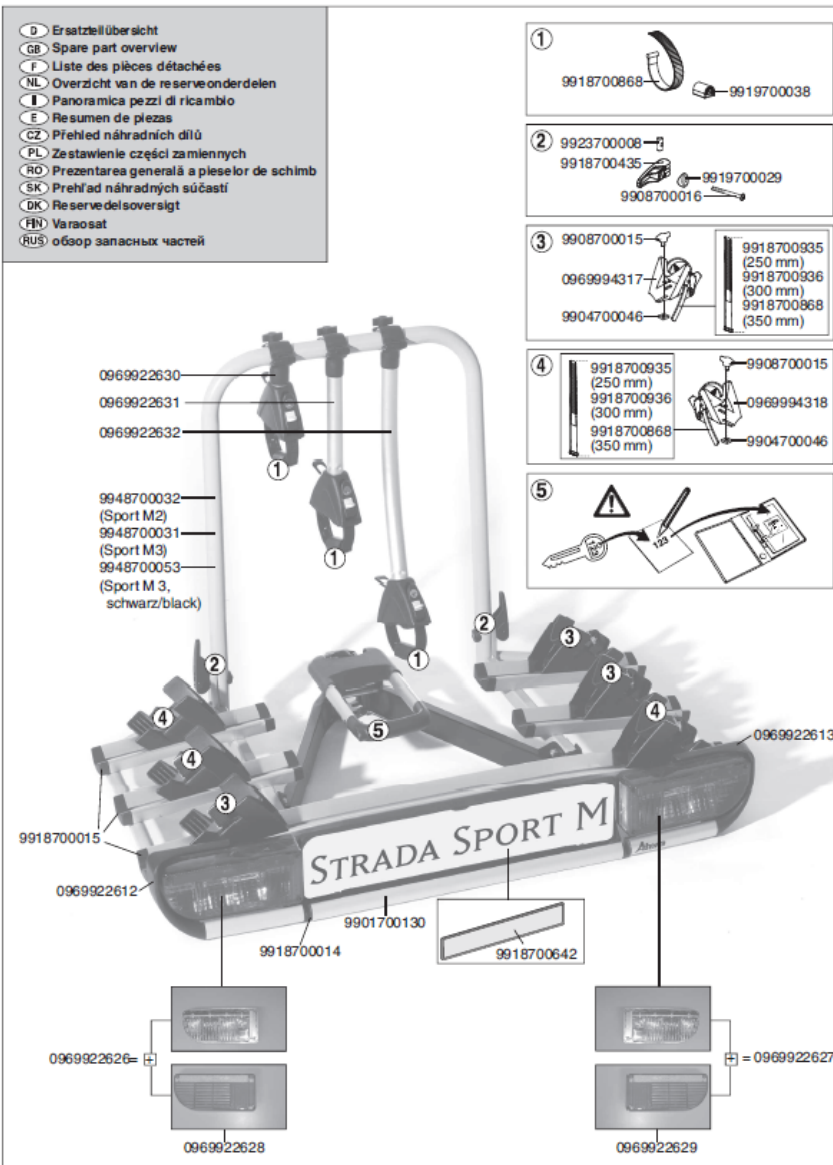 D Ersatzteilübersicht
GB Spare part overview
F Liste des pièces détachées
NL Overzicht van de reserveonderdelen
I Panoramica pezzi di ricambio
E Resumen de piezas
CZ Přehled náhradních dílů
PL Zestawienie części zamiennych
RO Prezentarea generală a pieselor de schimb
SK Prehľad náhradných súčastí
DK Reservedelsoversigt
FIN Varaosat
RUS обзор запасных частей
1
9918700868
9919700038
2
9923700008
9918700435
9919700029
9908700016
3
9908700015
0969994317
9904700046
9918700935
(250 mm)
9918700936
(300 mm)
9918700868
(350 mm)
4
9918700935
(250 mm)
9918700936
(300 mm)
9918700868
(350 mm)
9908700015
0969994318
9904700046
5
123
0969922630
0969922631
0969922632
9948700032
(Sport M2)
9948700031
(Sport M3)
9948700053
(Sport M 3,
schwarz/black)
1
1
1
2
2
3
3
4
4
4
3
5
0969922613
9918700015
0969922612
STRADA SPORT M
Atera
9901700130
9918700014
9918700642
0969922626= +
0969922628
+ = 0969922627
0969922629